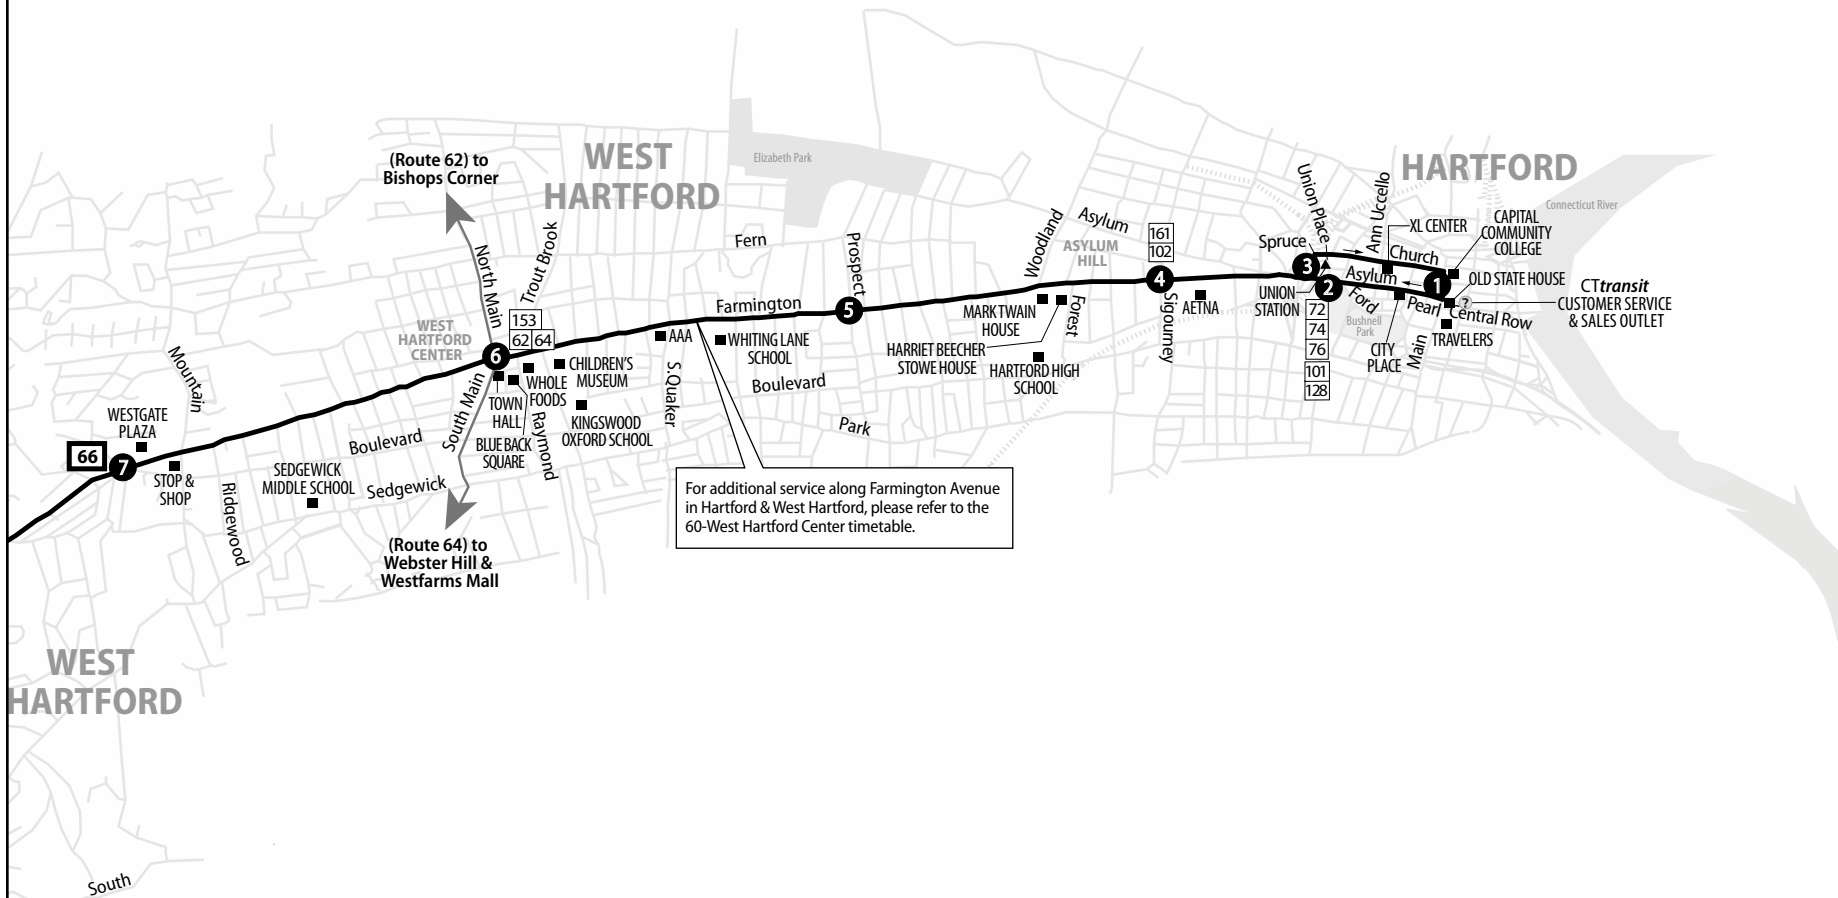 (Route 62) to
Bishops Corner
WEST
HARTFORD
Elizabeth Park
HARTFORD
Connecticut River
North Main
Trout Brook
Fern
Prospect
Woodland
Asylum
ASYLUM
HILL
161
102
Union Place
Spruce
Ann Uccello
XL CENTER
Church
CAPITAL
COMMUNITY
COLLEGE
OLD STATE HOUSE
CTtransit
CUSTOMER SERVICE
& SALES OUTLET
3
2
1
4
5
6
7
?
Asylum
Ford
Pearl
Central Row
Main
UNION
STATION
Bushnell
Park
CITY
PLACE
TRAVELERS
72
74
76
101
128
Sigourney
AETNA
Forest
MARK TWAIN
HOUSE
HARRIET BEECHER
STOWE HOUSE
HARTFORD HIGH
SCHOOL
Farmington
WHITING LANE
SCHOOL
AAA
S.Quaker
Boulevard
Park
153
62 64
WEST
HARTFORD
CENTER
CHILDREN'S
MUSEUM
WHOLE
FOODS
TOWN
HALL
BLUE BACK
SQUARE
Raymond
KINGSWOOD
OXFORD SCHOOL
South Main
Mountain
WESTGATE
PLAZA
66
STOP &
SHOP
Ridgewood
SEDGEWICK
MIDDLE SCHOOL
Boulevard
Sedgewick
(Route 64) to
Webster Hill &
Westfarms Mall
For additional service along Farmington Avenue
in Hartford & West Hartford, please refer to the
60-West Hartford Center timetable.
WEST
HARTFORD
South